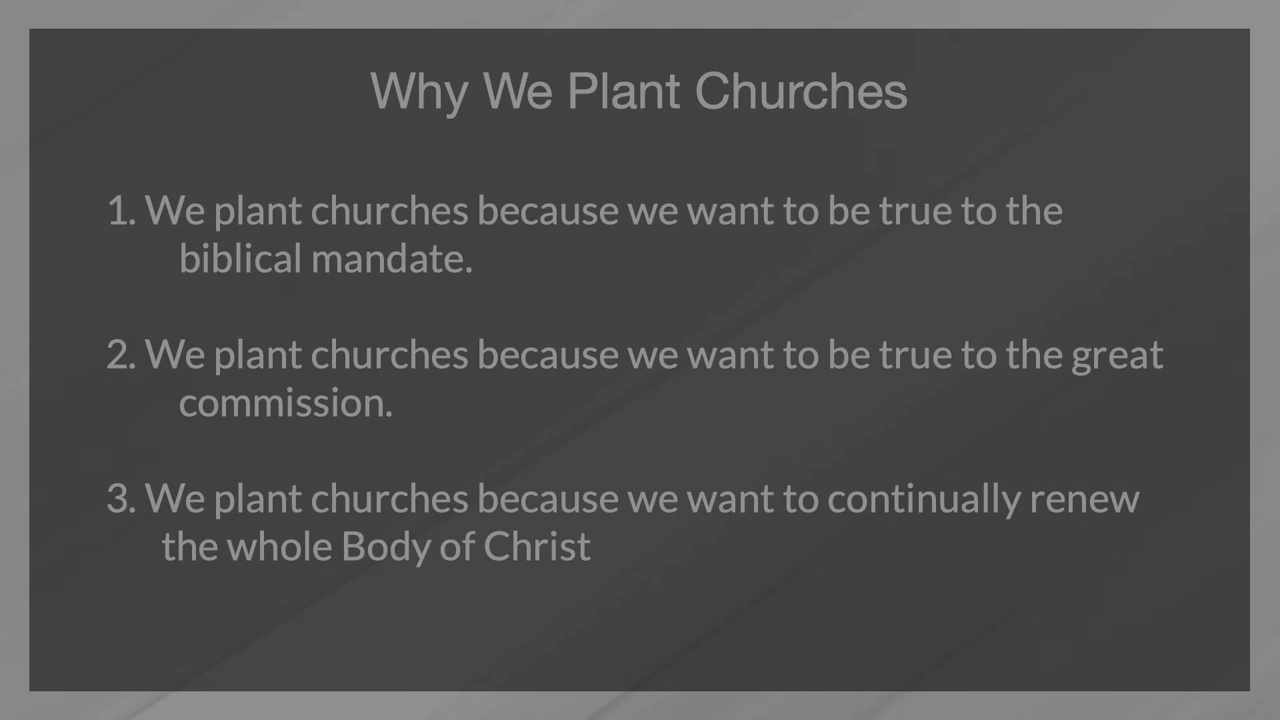 Why We Plant Churches
1. We plant churches because we want to be true to the
biblical mandate.
2. We plant churches because we want to be true to the great
commission.
3. We plant churches because we want to continually renew
the whole Body of Christ